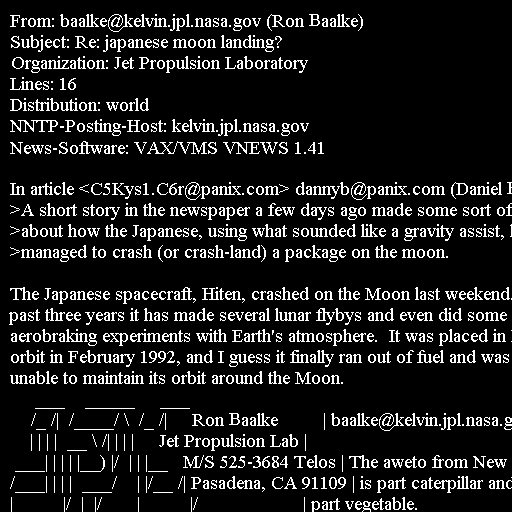 From: baalke@kelvin.jpl.nasa.gov (Ron Baalke)
Subject: Re: japanese moon landing?
Organization: Jet Propulsion Laboratory
Lines: 16
Distribution: world
NNTP-Posting-Host: kelvin.jpl.nasa.gov
News-Software: VAX/VMS VNEWS 1.41

In article <C5Kys1.C6r@panix.com> dannyb@panix.com (Daniel
>A short story in the newspaper a few days ago made some sort of
>about how the Japanese, using what sounded like a gravity assist,
>managed to crash (or crash-land) a package on the moon.

The Japanese spacecraft, Hiten, crashed on the Moon last weekend.
past three years it has made several lunar flybys and even did some
aerobraking experiments with Earth's atmosphere.  It was placed in
orbit in February 1992, and I guess it finally ran out of fuel and was
unable to maintain its orbit around the Moon.
      ___    _____     ___
     /_ /|  /____/ \  /_ /|     Ron Baalke         | baalke@kelvin.jpl.nasa.g
     | | | |  __ \ /| | | |     Jet Propulsion Lab |
  ___| | | | |__) |/  | | |__   M/S 525-3684 Telos | The aweto from New
 /___| | | |  ___/    | |/__ /| Pasadena, CA 91109 | is part caterpillar and
 |_____|/  |_|/       |_____|/                     | part vegetable.